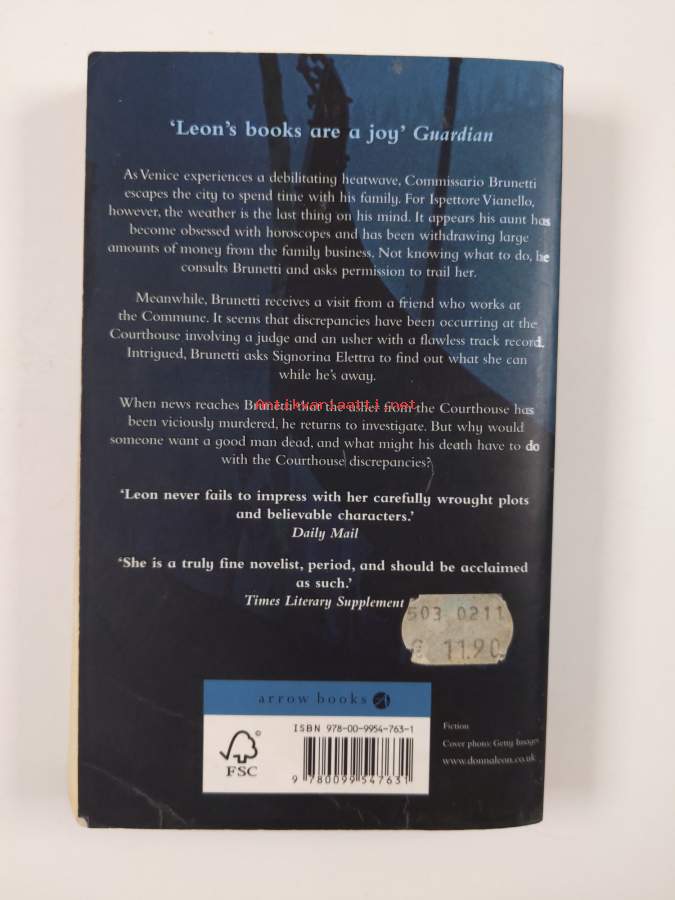 ‘Leon's books are a joy’ Guardian
As Venice experiences a debilitating heatwave, Commissario Brunetti
escapes the city to spend time with his family. For Ispettore Vianello,
however, the weather is the last thing on his mind. It appears his aunt has
become obsessed with horoscopes and has been withdrawing large
amounts of money from the family business. Not knowing what to do, he
consults Brunetti and asks permission to trail her.
Meanwhile, Brunetti receives a visit from a friend who works at
the Commune. It seems that discrepancies have been occurring at the
Courthouse involving a judge and an usher with a flawless track record.
Intrigued, Brunetti asks Signorina Elettra to find out what she can
while he's away.
Antikvariaatti.net
When news reaches Brunetti that the usher from the Courthouse has
been viciously murdered, he returns to investigate. But why would
someone want a good man dead, and what might his death have to do
with the Courthouse discrepancies?
‘Leon never fails to impress with her carefully wrought plots
and believable characters.’
Daily Mail
‘She is a truly fine novelist, period, and should be acclaimed
as such.’
Times Literary Supplement
503 0211
€ 11.90
arrow books
ISBN 978-00-9954-763-1
FSC
9 780099 547631
Fiction
Cover photo: Getty Images
www.donnaleon.co.uk